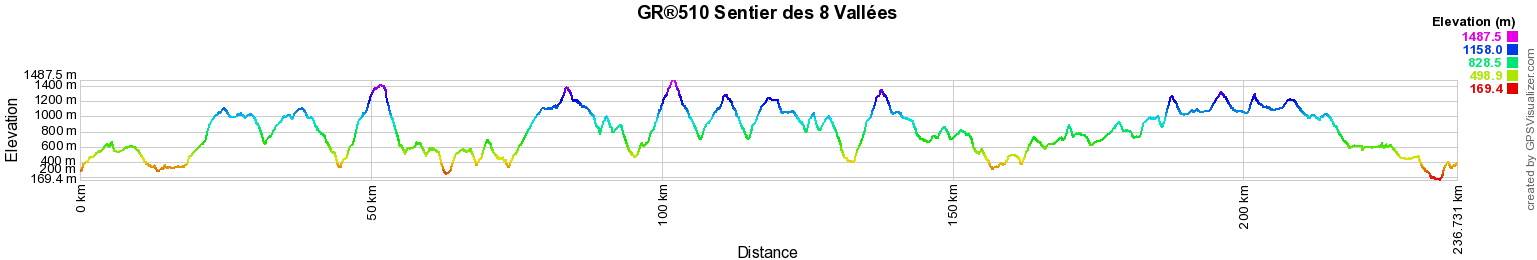 GR®510 Sentier des 8 Vallées
Elevation (m)
1487.5
1158.0
828.5
498.9
169.4
1487.5 m
1400 m
1200 m
1000 m
800 m
600 m
400 m
200 m
169.4 m
Elevation
0 km
50 km
100 km
150 km
200 km
236.731 km
Distance
created by GPSVisualizer.com